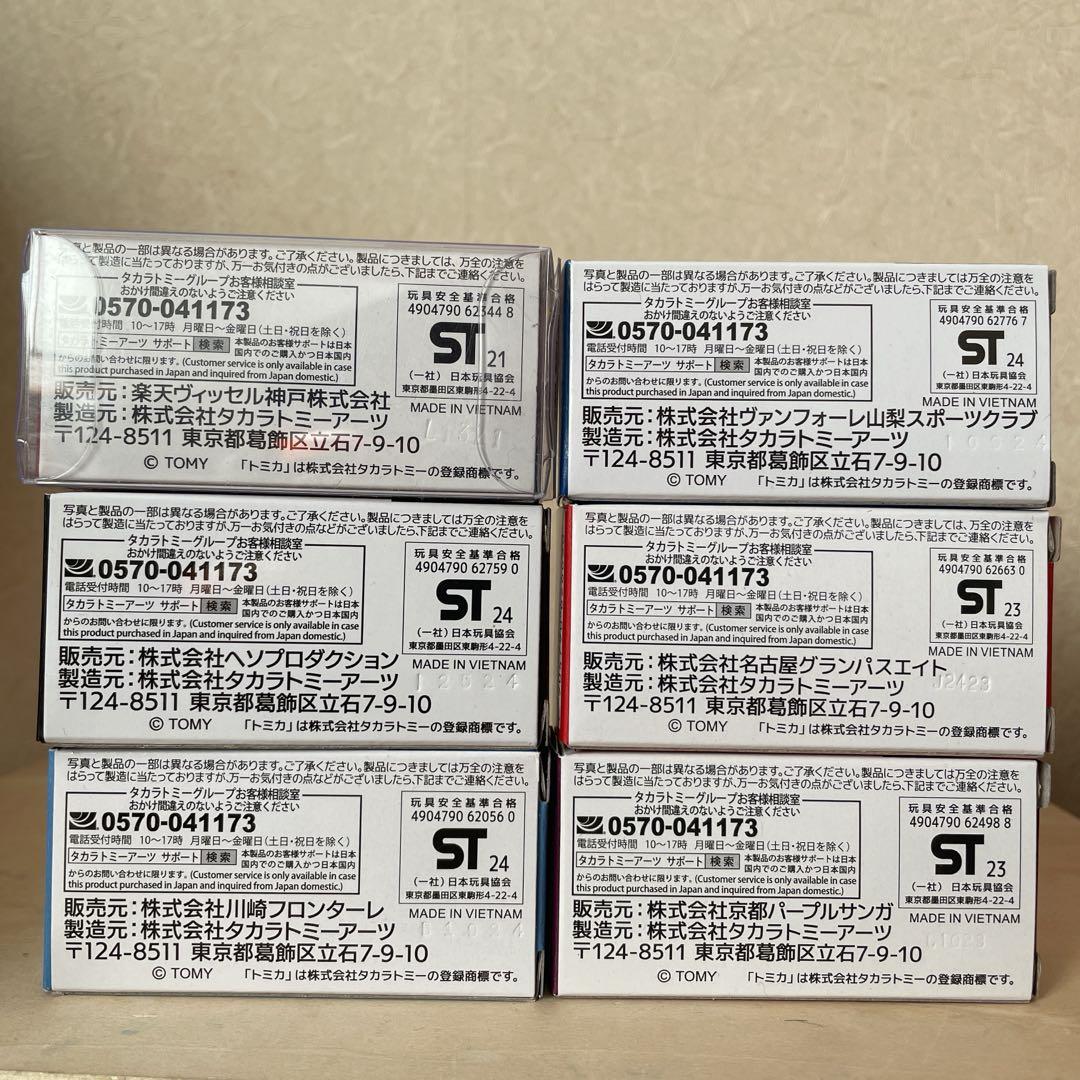 写真と製品の一部は異なる場合があります。ご了承ください。製品につきましては、万全の注意を
はらって製造に当たっておりますが、万一お気付きの点がございましたら、下記までご連絡ください。
タカラトミーグループお客様相談室
おかけ間違えのないようご注意ください
0570-041173
電話受付時間 10〜17時 月曜日〜金曜日(土日・祝日を除く)
タカラトミーアーツ サポート 検索 本製品のお客様サポートは日本
国内でのご購入かつ日本国内
からのお問い合わせに限ります。(Customer service is only available in case
this product purchased in Japan and inquired from Japan domestic.)
玩具安全基準合格
4904790 62344 8
ST 21
(一社)日本玩具協会
東京都墨田区東駒形4-22-4
MADE IN VIETNAM
販売元:楽天ヴィッセル神戸株式会社
製造元:株式会社タカラトミーアーツ
〒124-8511 東京都葛飾区立石7-9-10
© TOMY 「トミカ」は株式会社タカラトミーの登録商標です。
写真と製品の一部は異なる場合があります。ご了承ください。製品につきましては万全の注意を
はらって製造に当たっておりますが、万一お気付きの点がございましたら、下記までご連絡ください。
タカラトミーグループお客様相談室
おかけ間違えのないようご注意ください
0570-041173
電話受付時間 10〜17時 月曜日〜金曜日(土日・祝日を除く)
タカラトミーアーツ サポート 検索 本製品のお客様サポートは日本
国内でのご購入かつ日本国内
からのお問い合わせに限ります。(Customer service is only available in case
this product purchased in Japan and inquired from Japan domestic.)
玩具安全基準合格
4904790 62776 7
ST 24
(一社)日本玩具協会
東京都墨田区東駒形4-22-4
MADE IN VIETNAM
販売元:株式会社ヴァンフォーレ山梨スポーツクラブ
製造元:株式会社タカラトミーアーツ
〒124-8511 東京都葛飾区立石7-9-10
© TOMY 「トミカ」は株式会社タカラトミーの登録商標です。
写真と製品の一部は異なる場合があります。ご了承ください。製品につきましては万全の注意を
はらって製造に当たっておりますが、万一お気付きの点がございましたら、下記までご連絡ください。
タカラトミーグループお客様相談室
おかけ間違えのないようご注意ください
0570-041173
電話受付時間 10〜17時 月曜日〜金曜日(土日・祝日を除く)
タカラトミーアーツ サポート 検索 本製品のお客様サポートは日本
国内でのご購入かつ日本国内
からのお問い合わせに限ります。(Customer service is only available in case
this product purchased in Japan and inquired from Japan domestic.)
玩具安全基準合格
4904790 62759 0
ST 24
(一社)日本玩具協会
東京都墨田区東駒形4-22-4
MADE IN VIETNAM
販売元:株式会社ヘソプロダクション
製造元:株式会社タカラトミーアーツ
〒124-8511 東京都葛飾区立石7-9-10
© TOMY 「トミカ」は株式会社タカラトミーの登録商標です。
写真と製品の一部は異なる場合があります。ご了承ください。製品につきましては万全の注意を
はらって製造に当たっておりますが、万一お気付きの点がございましたら、下記までご連絡ください。
タカラトミーグループお客様相談室
おかけ間違えのないようご注意ください
0570-041173
電話受付時間 10〜17時 月曜日〜金曜日(土日・祝日を除く)
タカラトミーアーツ サポート 検索 本製品のお客様サポートは日本
国内でのご購入かつ日本国内
からのお問い合わせに限ります。(Customer service is only available in case
this product purchased in Japan and inquired from Japan domestic.)
玩具安全基準合格
4904790 62663 0
ST 23
(一社)日本玩具協会
東京都墨田区東駒形4-22-4
MADE IN VIETNAM
販売元:株式会社名古屋グランパスエイト
製造元:株式会社タカラトミーアーツ
J2423
〒124-8511 東京都葛飾区立石7-9-10
© TOMY 「トミカ」は株式会社タカラトミーの登録商標です。
写真と製品の一部は異なる場合があります。ご了承ください。製品につきましては万全の注意を
はらって製造に当たっておりますが、万一お気付きの点がございましたら、下記までご連絡ください。
タカラトミーグループお客様相談室
おかけ間違えのないようご注意ください
0570-041173
電話受付時間 10〜17時 月曜日〜金曜日(土日・祝日を除く)
タカラトミーアーツ サポート 検索 本製品のお客様サポートは日本
国内でのご購入かつ日本国内
からのお問い合わせに限ります。(Customer service is only available in case
this product purchased in Japan and inquired from Japan domestic.)
玩具安全基準合格
4904790 62056 0
ST 24
(一社)日本玩具協会
東京都墨田区東駒形4-22-4
MADE IN VIETNAM
販売元:株式会社川崎フロンターレ
製造元:株式会社タカラトミーアーツ
〒124-8511 東京都葛飾区立石7-9-10
© TOMY 「トミカ」は株式会社タカラトミーの登録商標です。
写真と製品の一部は異なる場合があります。ご了承ください。製品につきましては万全の注意を
はらって製造に当たっておりますが、万一お気付きの点がございましたら、下記までご連絡ください。
タカラトミーグループお客様相談室
おかけ間違えのないようご注意ください
0570-041173
電話受付時間 10〜17時 月曜日〜金曜日(土日・祝日を除く)
タカラトミーアーツ サポート 検索 本製品のお客様サポートは日本
国内でのご購入かつ日本国内
からのお問い合わせに限ります。(Customer service is only available in case
this product purchased in Japan and inquired from Japan domestic.)
玩具安全基準合格
4904790 62498 8
ST 23
(一社)日本玩具協会
東京都墨田区東駒形4-22-4
MADE IN VIETNAM
販売元:株式会社京都パープルサンガ
製造元:株式会社タカラトミーアーツ
〒124-8511 東京都葛飾区立石7-9-10
© TOMY 「トミカ」は株式会社タカラトミーの登録商標です。